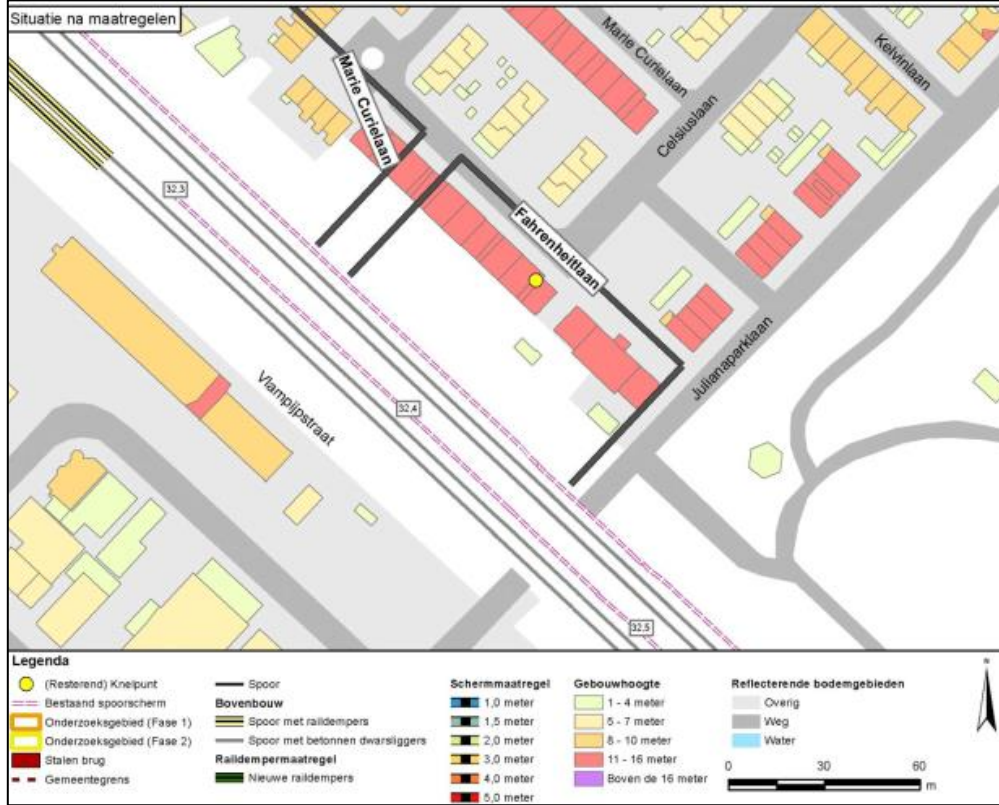 Situatie na maatregelen
Marie Curielaan
Kelvinlaan
Marie Curielaan
Celsiuslaan
32,3
Fahrenheitlaan
Julianaparklaan
32,4
Vlampijpstraat
32,5
Legenda
(Resterend) Knelpunt
Bestaand spoorscherm
Onderzoeksgebied (Fase 1)
Onderzoeksgebied (Fase 2)
Stalen brug
Gemeentegrens
Spoor
Bovenbouw
Spoor met raildempers
Spoor met betonnen dwarsliggers
Raildempermaatregel
Nieuwe raildempers
Schermmaatregel
1,0 meter
1,5 meter
2,0 meter
3,0 meter
4,0 meter
5,0 meter
Gebouwhoogte
1 - 4 meter
5 - 7 meter
8 - 10 meter
11 - 16 meter
Boven de 16 meter
Reflecterende bodemgebieden
Overig
Weg
Water
N
0 30 60
m